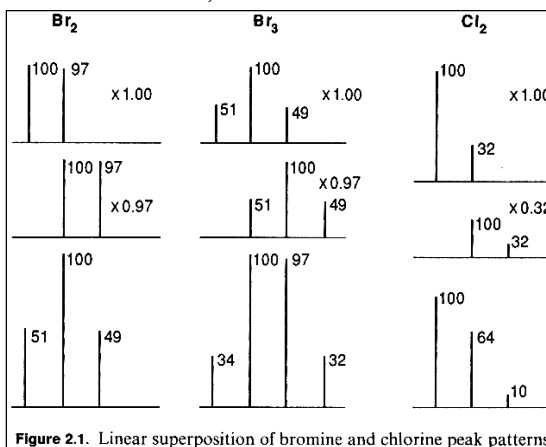 Br2 Br3 Cl2
100 97 x1.00
51 100 49 x1.00
100 32 x1.00
100 97 x0.97
51 100 49 x0.97
100 32 x0.32
51 100 49
34 100 97 32
100 64 10
Figure 2.1. Linear superposition of bromine and chlorine peak patterns